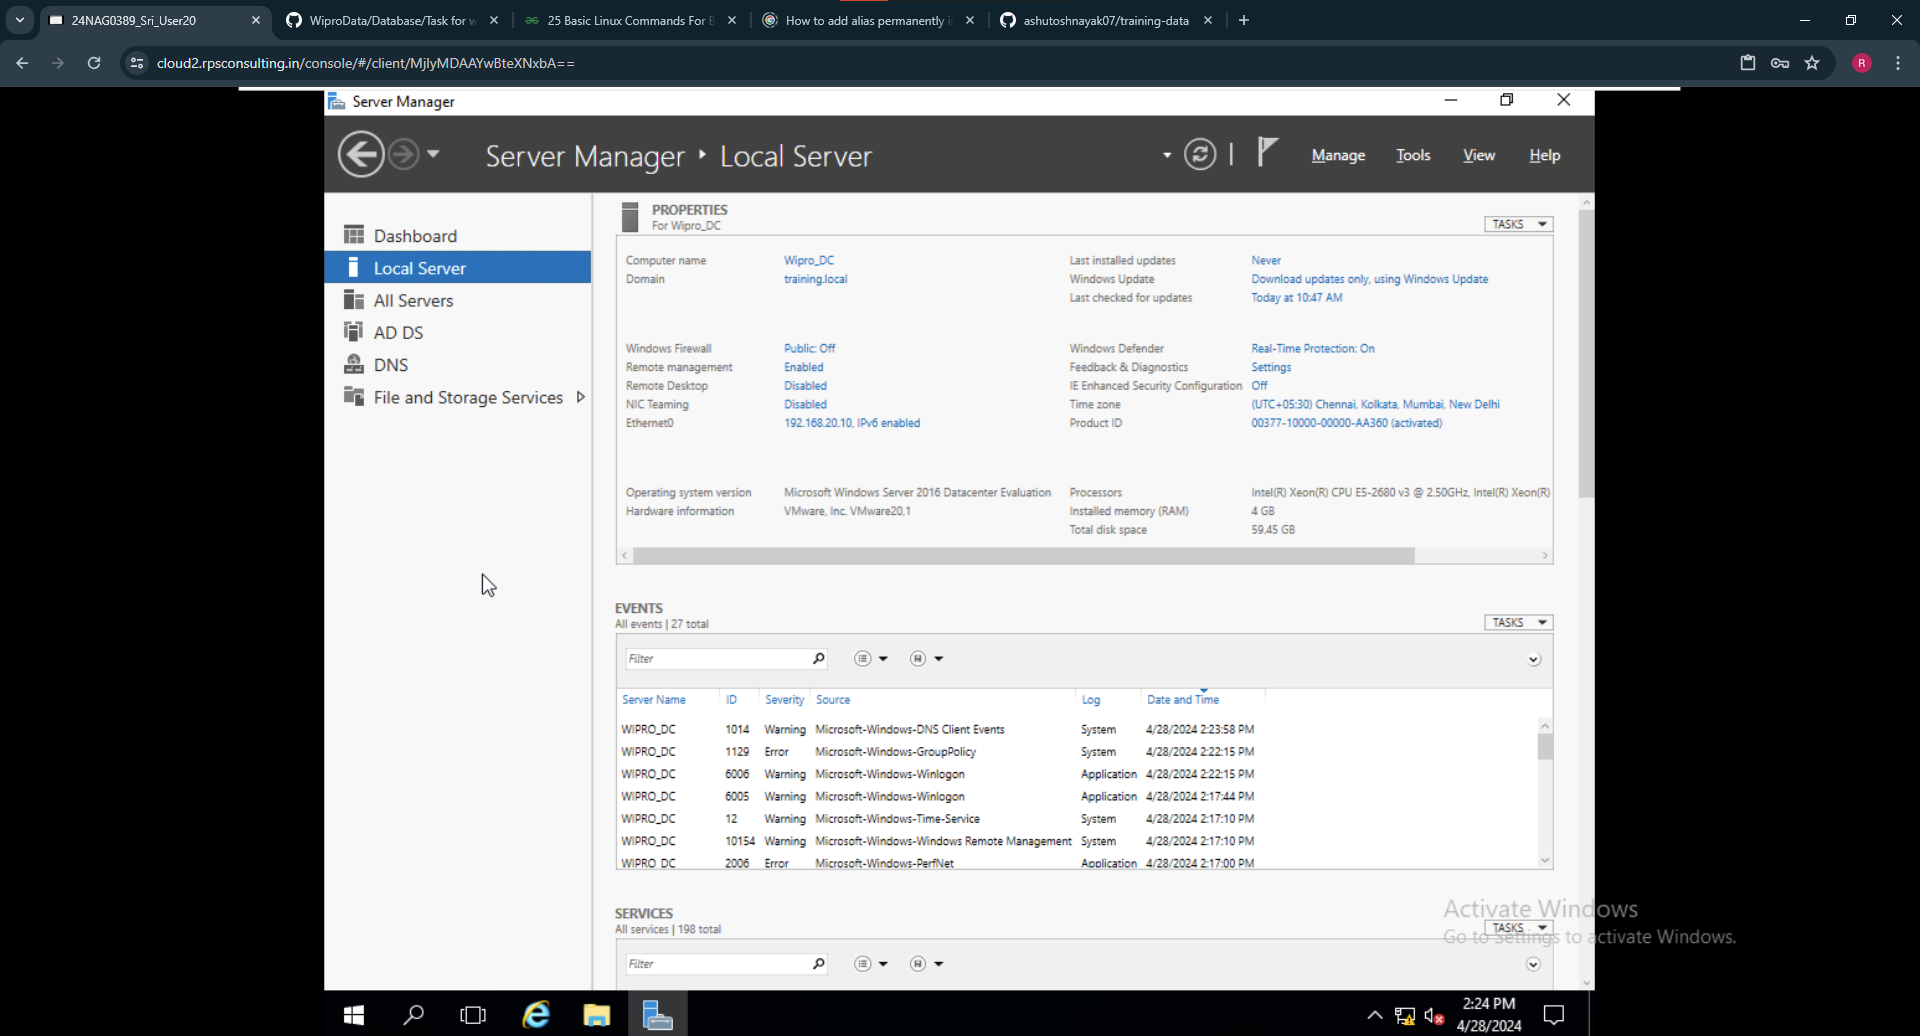 24NAG0389_Sri_User20
WiproData/Database/Task for w
25 Basic Linux Commands For B
How to add alias permanently i
ashutoshnayak07/training-data
cloud2.rpsconsulting.in/console/#/client/MjIyMDAAYwBteXNxbA==
R
Server Manager
Server Manager ‣ Local Server
Manage Tools View Help
Dashboard
Local Server
All Servers
AD DS
DNS
File and Storage Services
PROPERTIES
For Wipro_DC
TASKS
Computer name Wipro_DC Last installed updates Never
Domain training.local Windows Update Download updates only, using Windows Update
Last checked for updates Today at 10:47 AM
Windows Firewall Public: Off Windows Defender Real-Time Protection: On
Remote management Enabled Feedback & Diagnostics Settings
Remote Desktop Disabled IE Enhanced Security Configuration Off
NIC Teaming Disabled Time zone (UTC+05:30) Chennai, Kolkata, Mumbai, New Delhi
Ethernet0 192.168.20.10, IPv6 enabled Product ID 00377-10000-00000-AA360 (activated)
Operating system version Microsoft Windows Server 2016 Datacenter Evaluation Processors Intel(R) Xeon(R) CPU E5-2680 v3 @ 2.50GHz, Intel(R) Xeon(R)
Hardware information VMware, Inc. VMware20,1 Installed memory (RAM) 4 GB
Total disk space 59.45 GB
EVENTS
All events | 27 total
TASKS
Filter
Server Name ID Severity Source Log Date and Time
WIPRO_DC 1014 Warning Microsoft-Windows-DNS Client Events System 4/28/2024 2:23:58 PM
WIPRO_DC 1129 Error Microsoft-Windows-GroupPolicy System 4/28/2024 2:22:15 PM
WIPRO_DC 6006 Warning Microsoft-Windows-Winlogon Application 4/28/2024 2:22:15 PM
WIPRO_DC 6005 Warning Microsoft-Windows-Winlogon Application 4/28/2024 2:17:44 PM
WIPRO_DC 12 Warning Microsoft-Windows-Time-Service System 4/28/2024 2:17:10 PM
WIPRO_DC 10154 Warning Microsoft-Windows-Windows Remote Management System 4/28/2024 2:17:10 PM
WIPRO_DC 2006 Error Microsoft-Windows-PerfNet Application 4/28/2024 2:17:00 PM
SERVICES
All services | 198 total
TASKS
Filter
Activate Windows
Go to Settings to activate Windows.
2:24 PM
4/28/2024